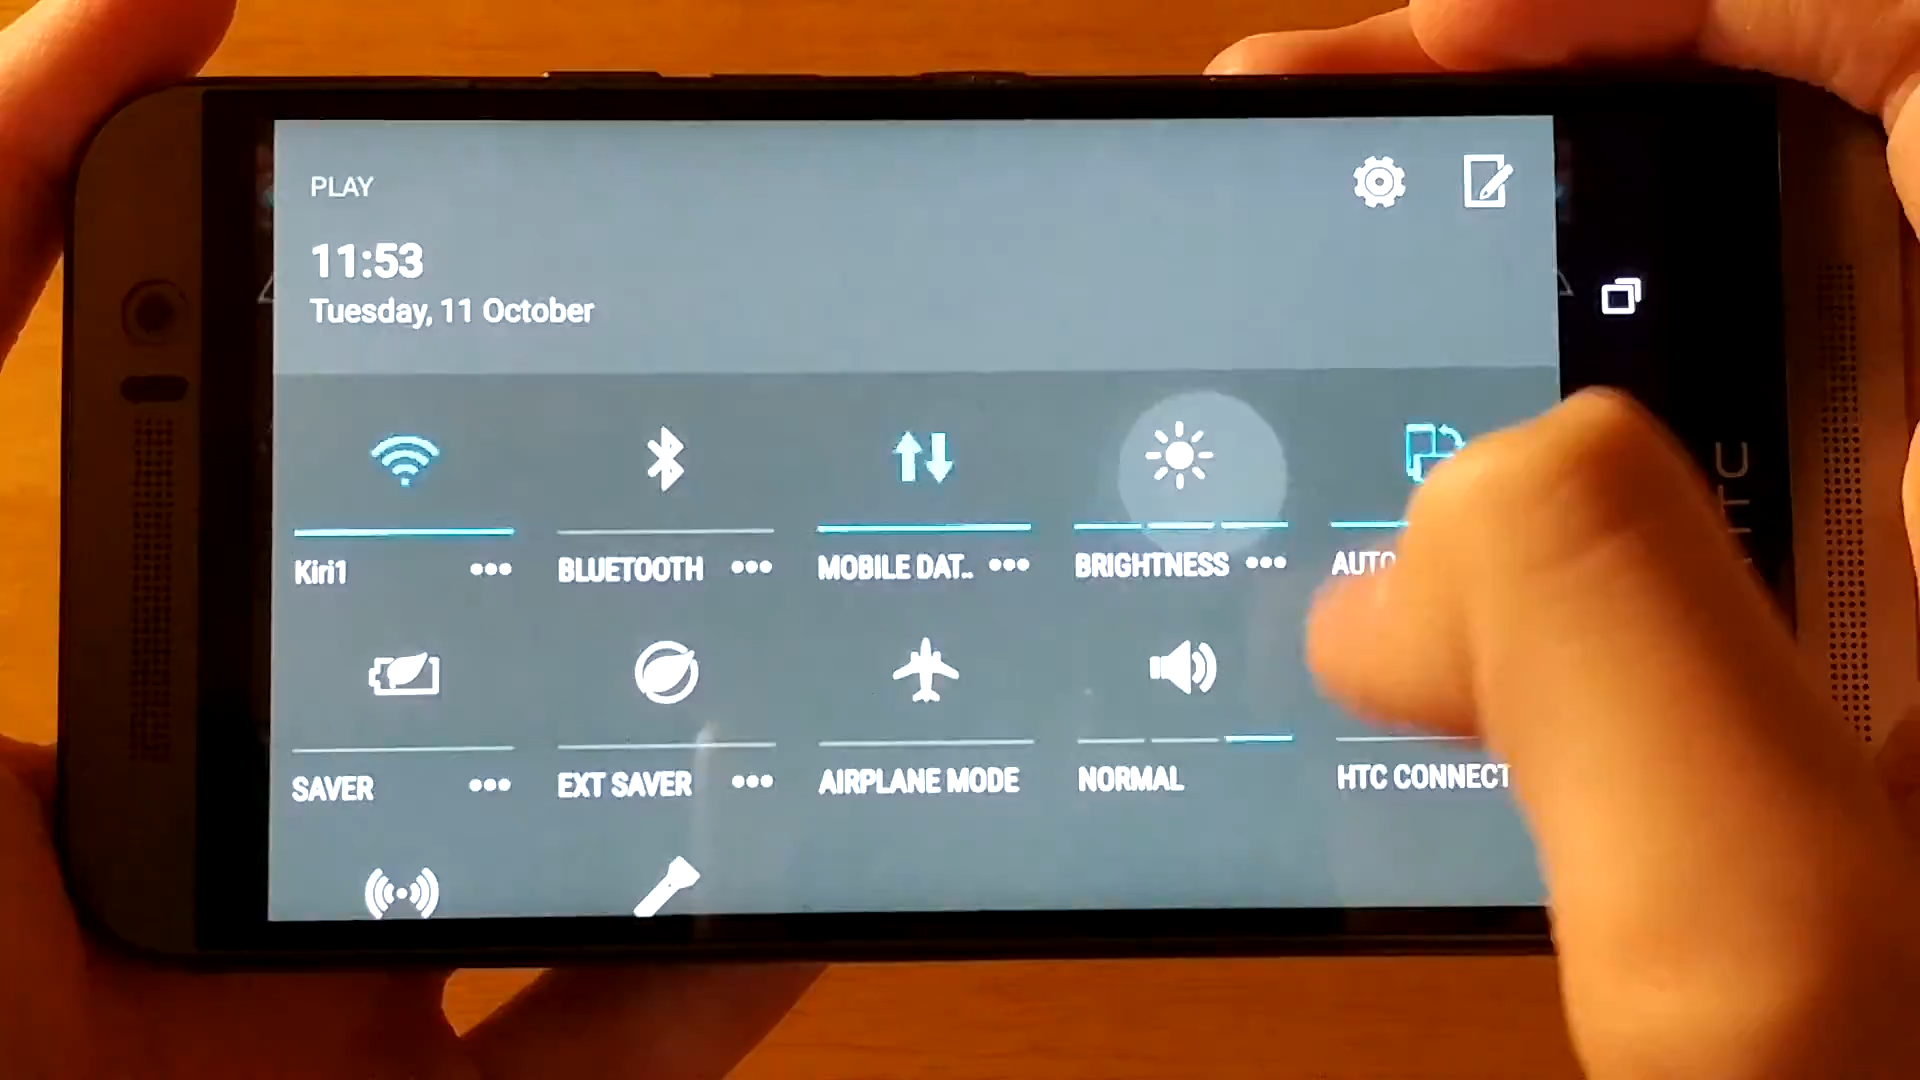 PLAY
11:53
Tuesday, 11 October
Kiri1
BLUETOOTH
MOBILE DAT..
BRIGHTNESS
AUTO
SAVER
EXT SAVER
AIRPLANE MODE
NORMAL
HTC CONNECT
HTC